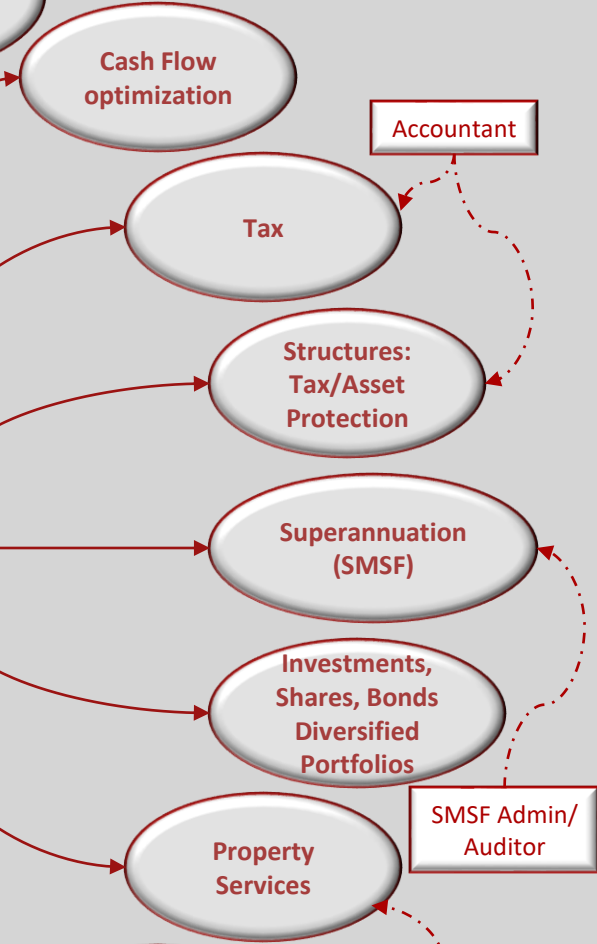 Cash Flow
optimization
Accountant
Tax
Structures:
Tax/Asset
Protection
Superannuation
(SMSF)
Investments,
Shares, Bonds
Diversified
Portfolios
SMSF Admin/
Auditor
Property
Services